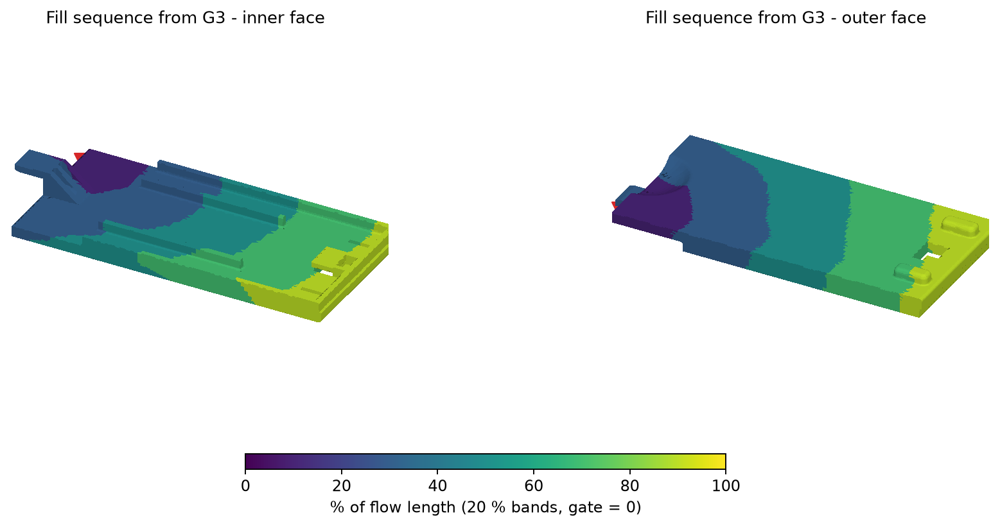 Fill sequence from G3 - inner face
Fill sequence from G3 - outer face
0 20 40 60 80 100
% of flow length (20 % bands, gate = 0)